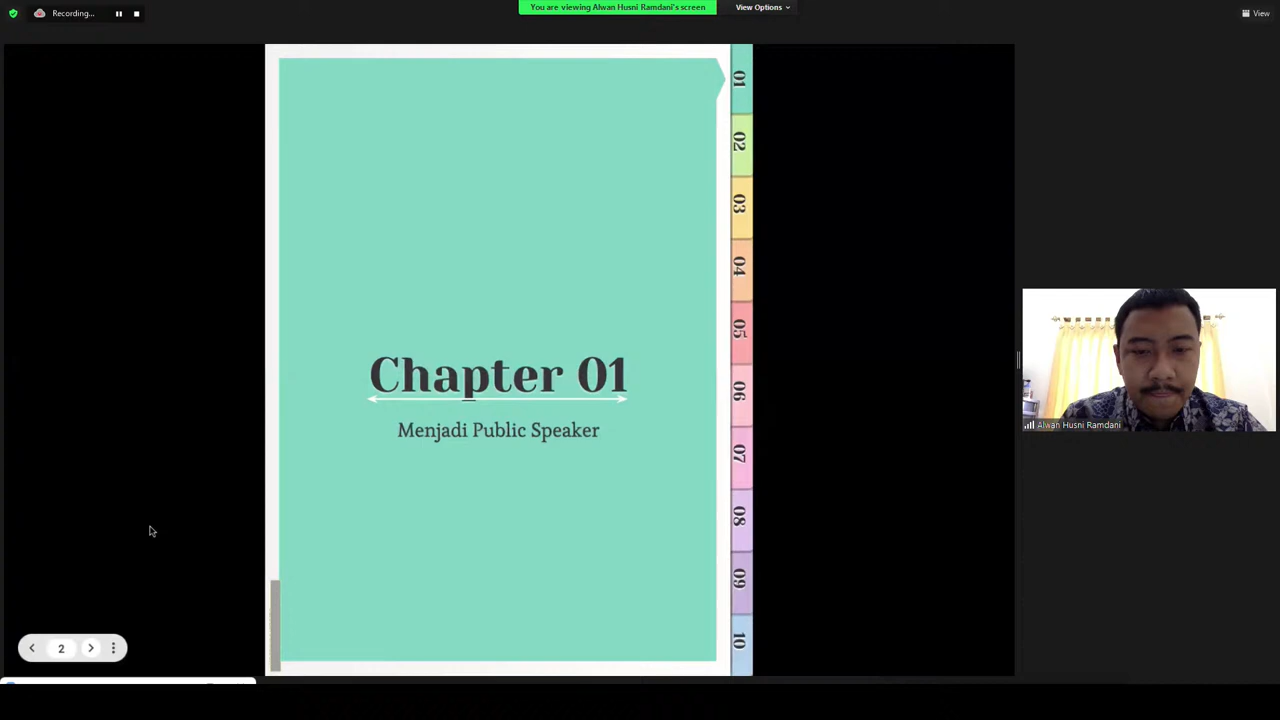 Recording...
You are viewing Alwan Husni Ramdani's screen
View Options
View
01
02
03
04
05
06
07
08
09
10
Chapter 01
Menjadi Public Speaker
Alwan Husni Ramdani
2